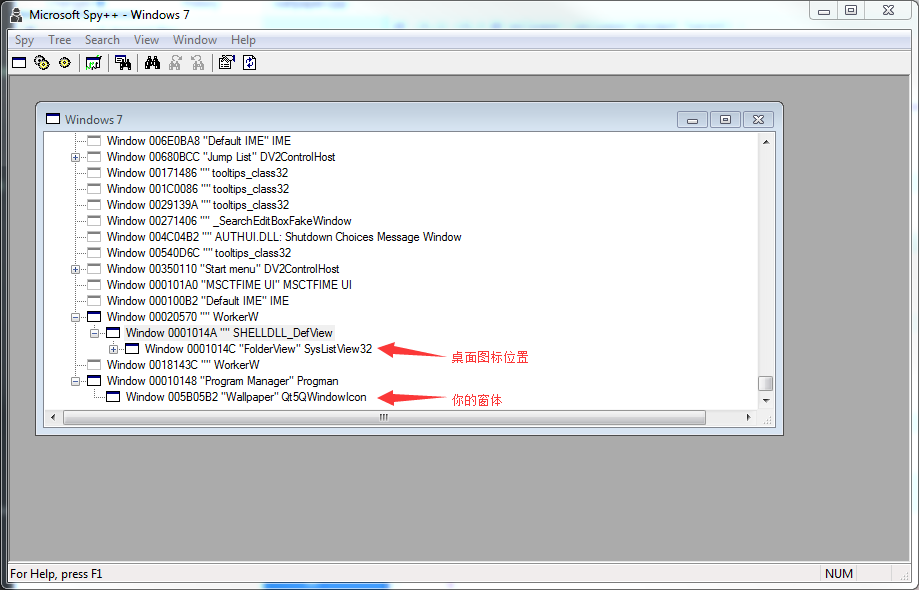 Microsoft Spy++ - Windows 7
Spy Tree Search View Window Help
Windows 7
Window 006E0BA8 "Default IME" IME
Window 00680BCC "Jump List" DV2ControlHost
Window 00171486 "" tooltips_class32
Window 001C0086 "" tooltips_class32
Window 0029139A "" tooltips_class32
Window 00271406 "" _SearchEditBoxFakeWindow
Window 004C04B2 "" AUTHUI.DLL: Shutdown Choices Message Window
Window 00540D6C "" tooltips_class32
Window 00350110 "Start menu" DV2ControlHost
Window 000101A0 "MSCTFIME UI" MSCTFIME UI
Window 000100B2 "Default IME" IME
Window 00020570 "" WorkerW
Window 0001014A "" SHELLDLL_DefView
Window 0001014C "FolderView" SysListView32
桌面图标位置
Window 0018143C "" WorkerW
Window 00010148 "Program Manager" Progman
Window 005B05B2 "Wallpaper" Qt5QWindowIcon
你的窗体
For Help, press F1
NUM